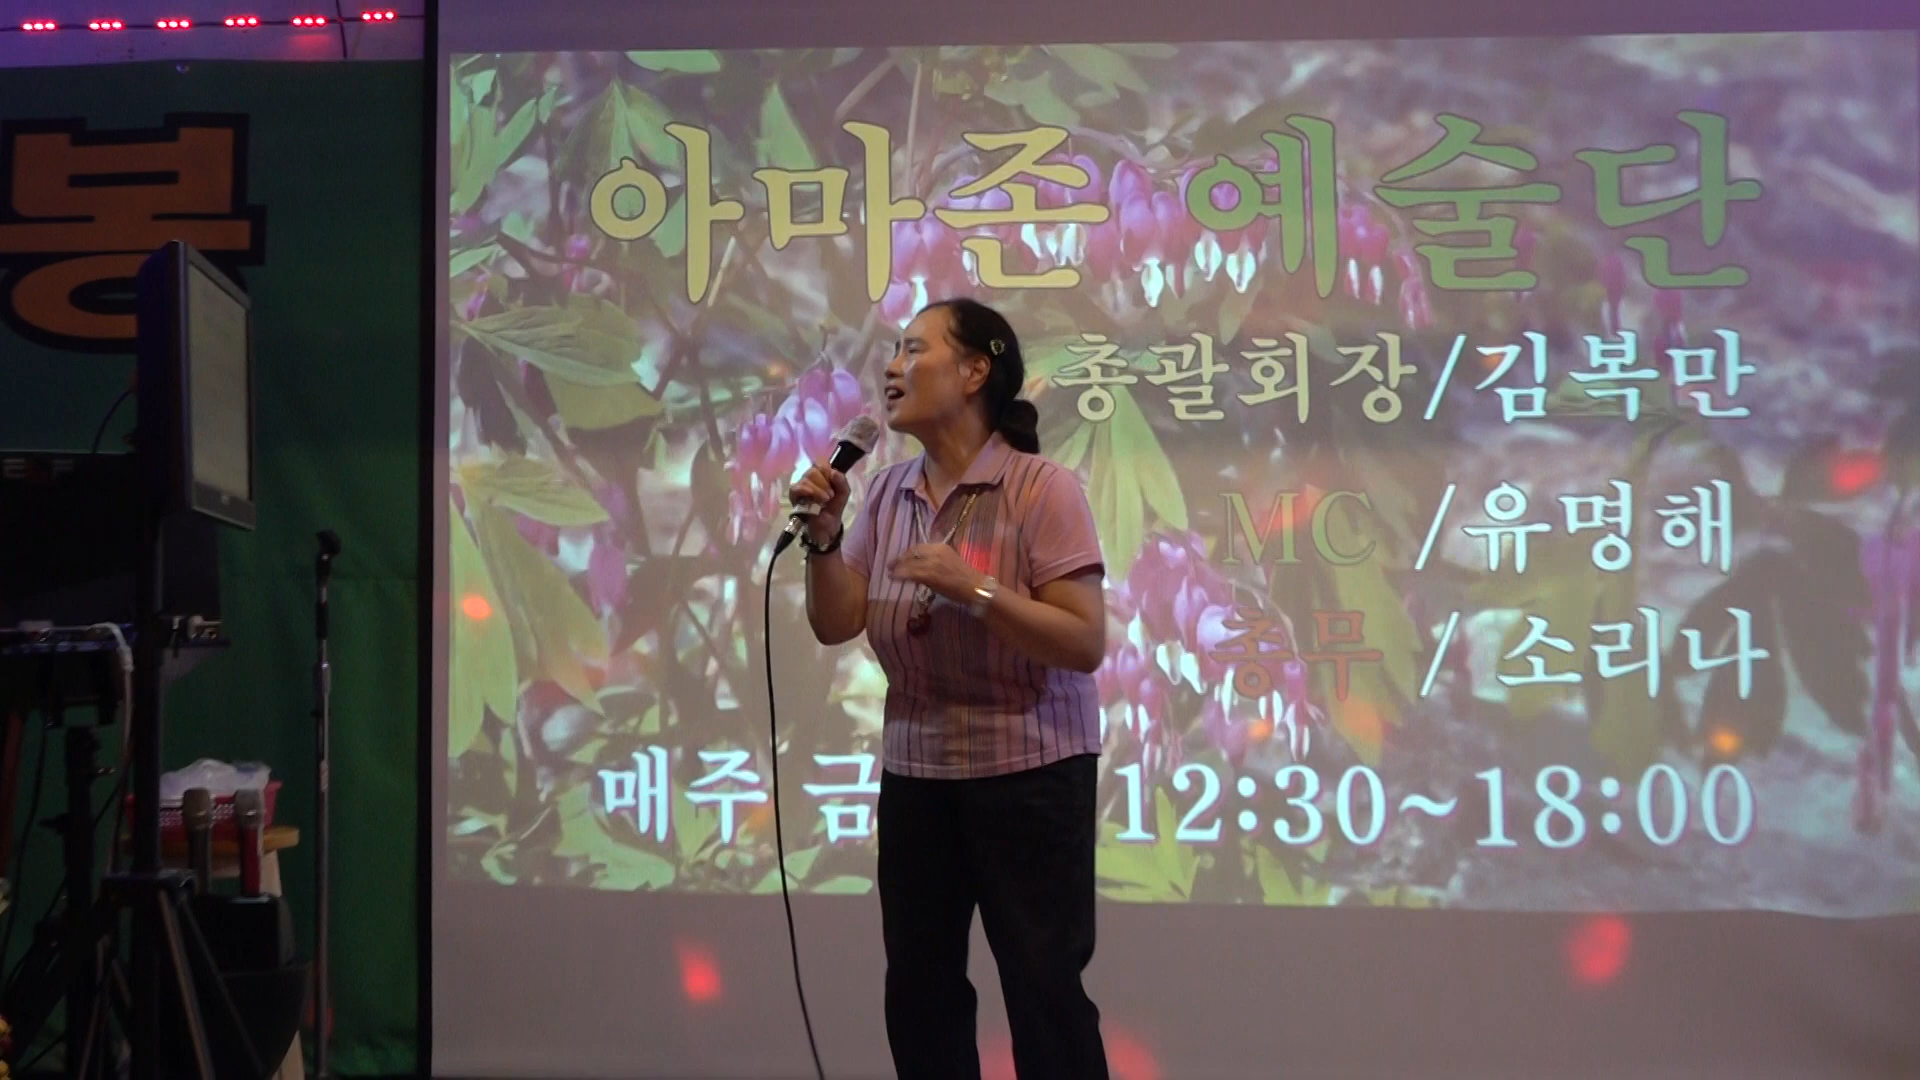 봉
아마존 예술단
총괄회장/김복만
MC /유명해
총무 / 소리나
매주 금 12:30~18:00